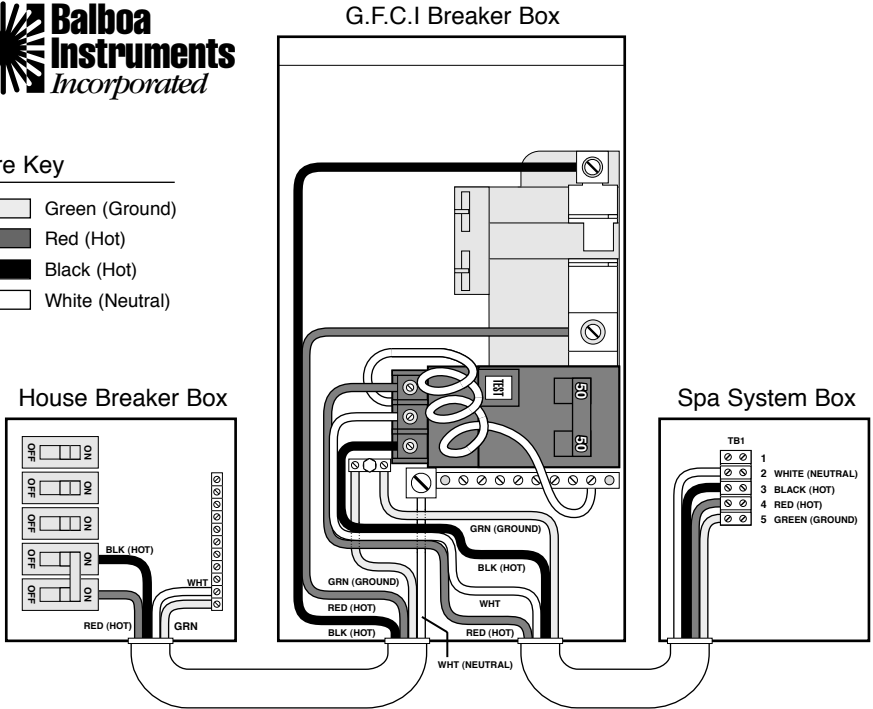 Balboa
Instruments
Incorporated
G.F.C.I Breaker Box
Key
Green (Ground)
Red (Hot)
Black (Hot)
White (Neutral)
TEST
50
50
House Breaker Box
OFF ON
OFF ON
OFF ON
OFF ON
OFF ON
BLK (HOT)
WHT
RED (HOT)
GRN
GRN (GROUND)
BLK (HOT)
GRN (GROUND)
RED (HOT)
WHT
BLK (HOT)
RED (HOT)
WHT (NEUTRAL)
Spa System Box
TB1
1
2 WHITE (NEUTRAL)
3 BLACK (HOT)
4 RED (HOT)
5 GREEN (GROUND)